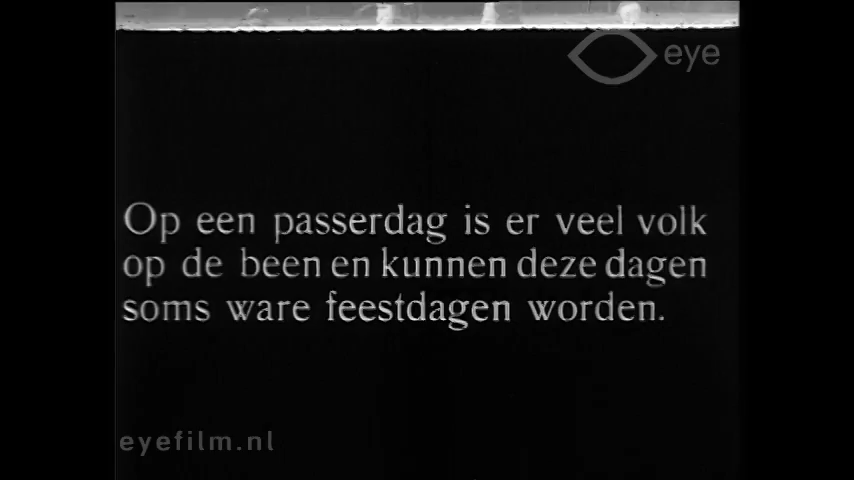 eye
Op een passerdag is er veel volk
op de been en kunnen deze dagen
soms ware feestdagen worden.
eyefilm.nl